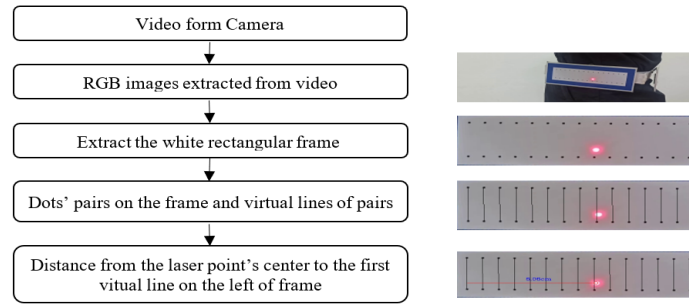 Video form Camera
RGB images extracted from video
Extract the white rectangular frame
Dots' pairs on the frame and virtual lines of pairs
Distance from the laser point's center to the first
vitual line on the left of frame